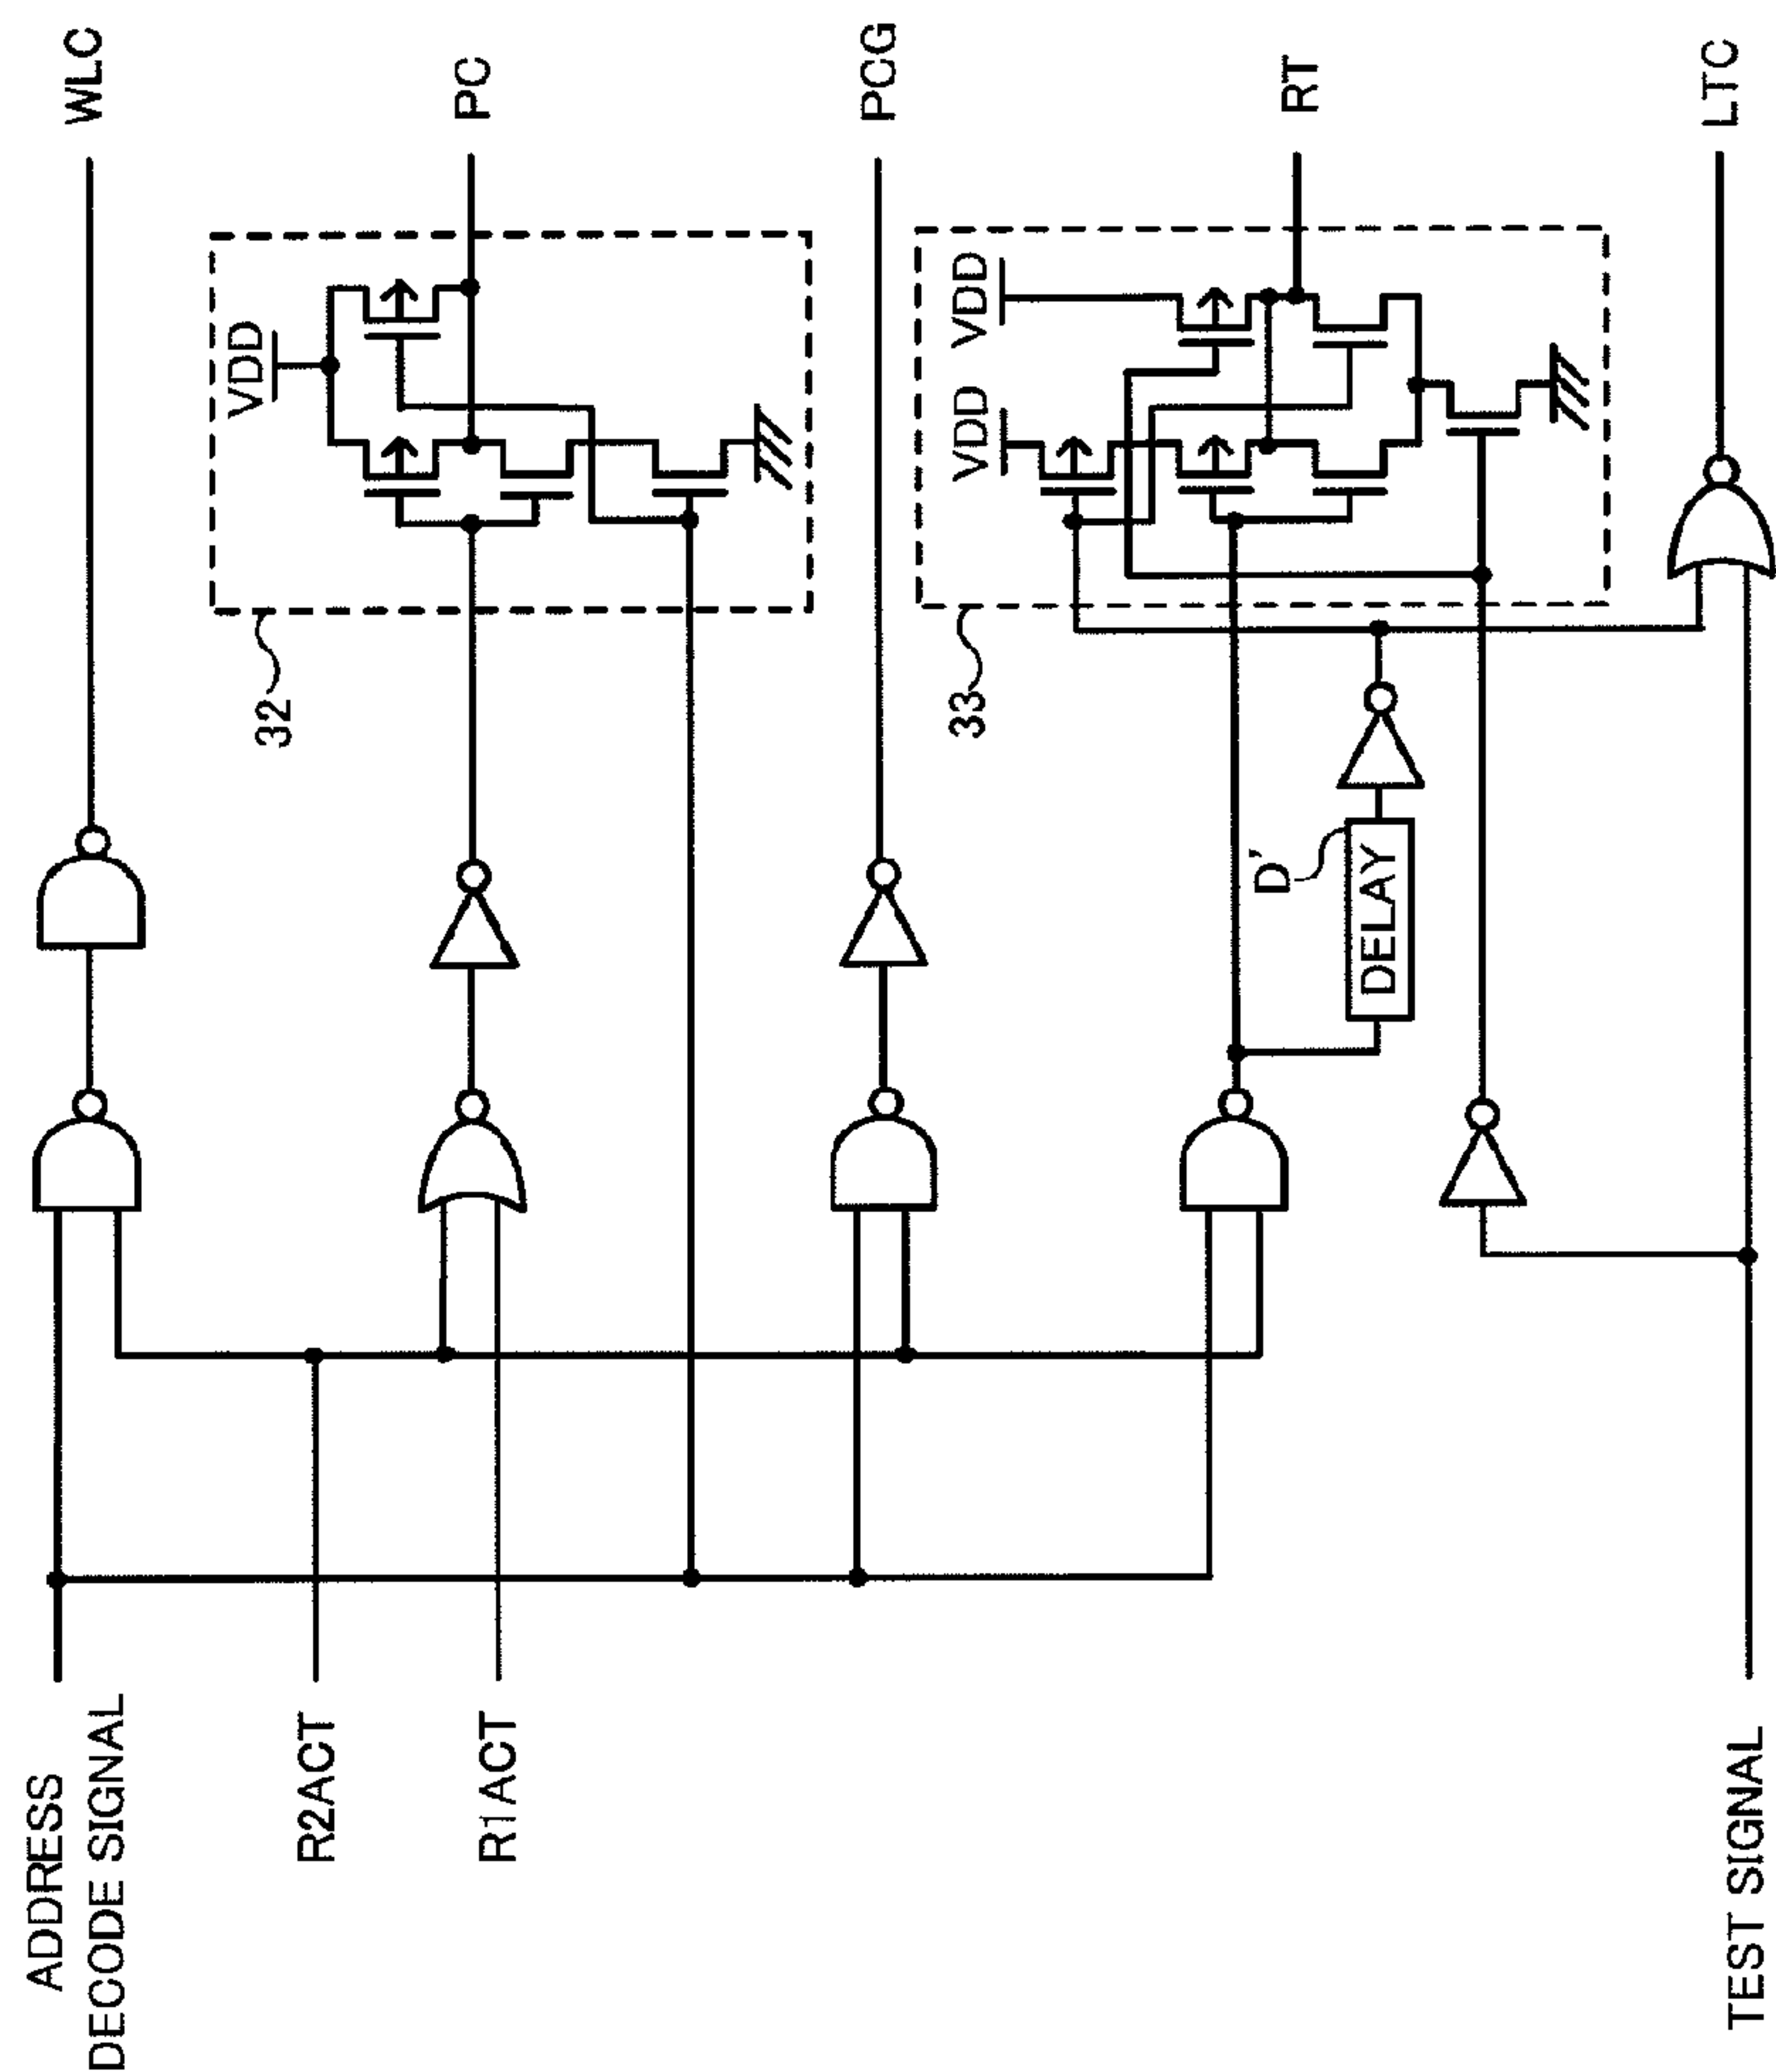 WLC
PC
PCG
RT
LTC
VDD
VDD
VDD
32
33
D'
DELAY
ADDRESS
DECODE SIGNAL
R2ACT
R1ACT
TEST SIGNAL